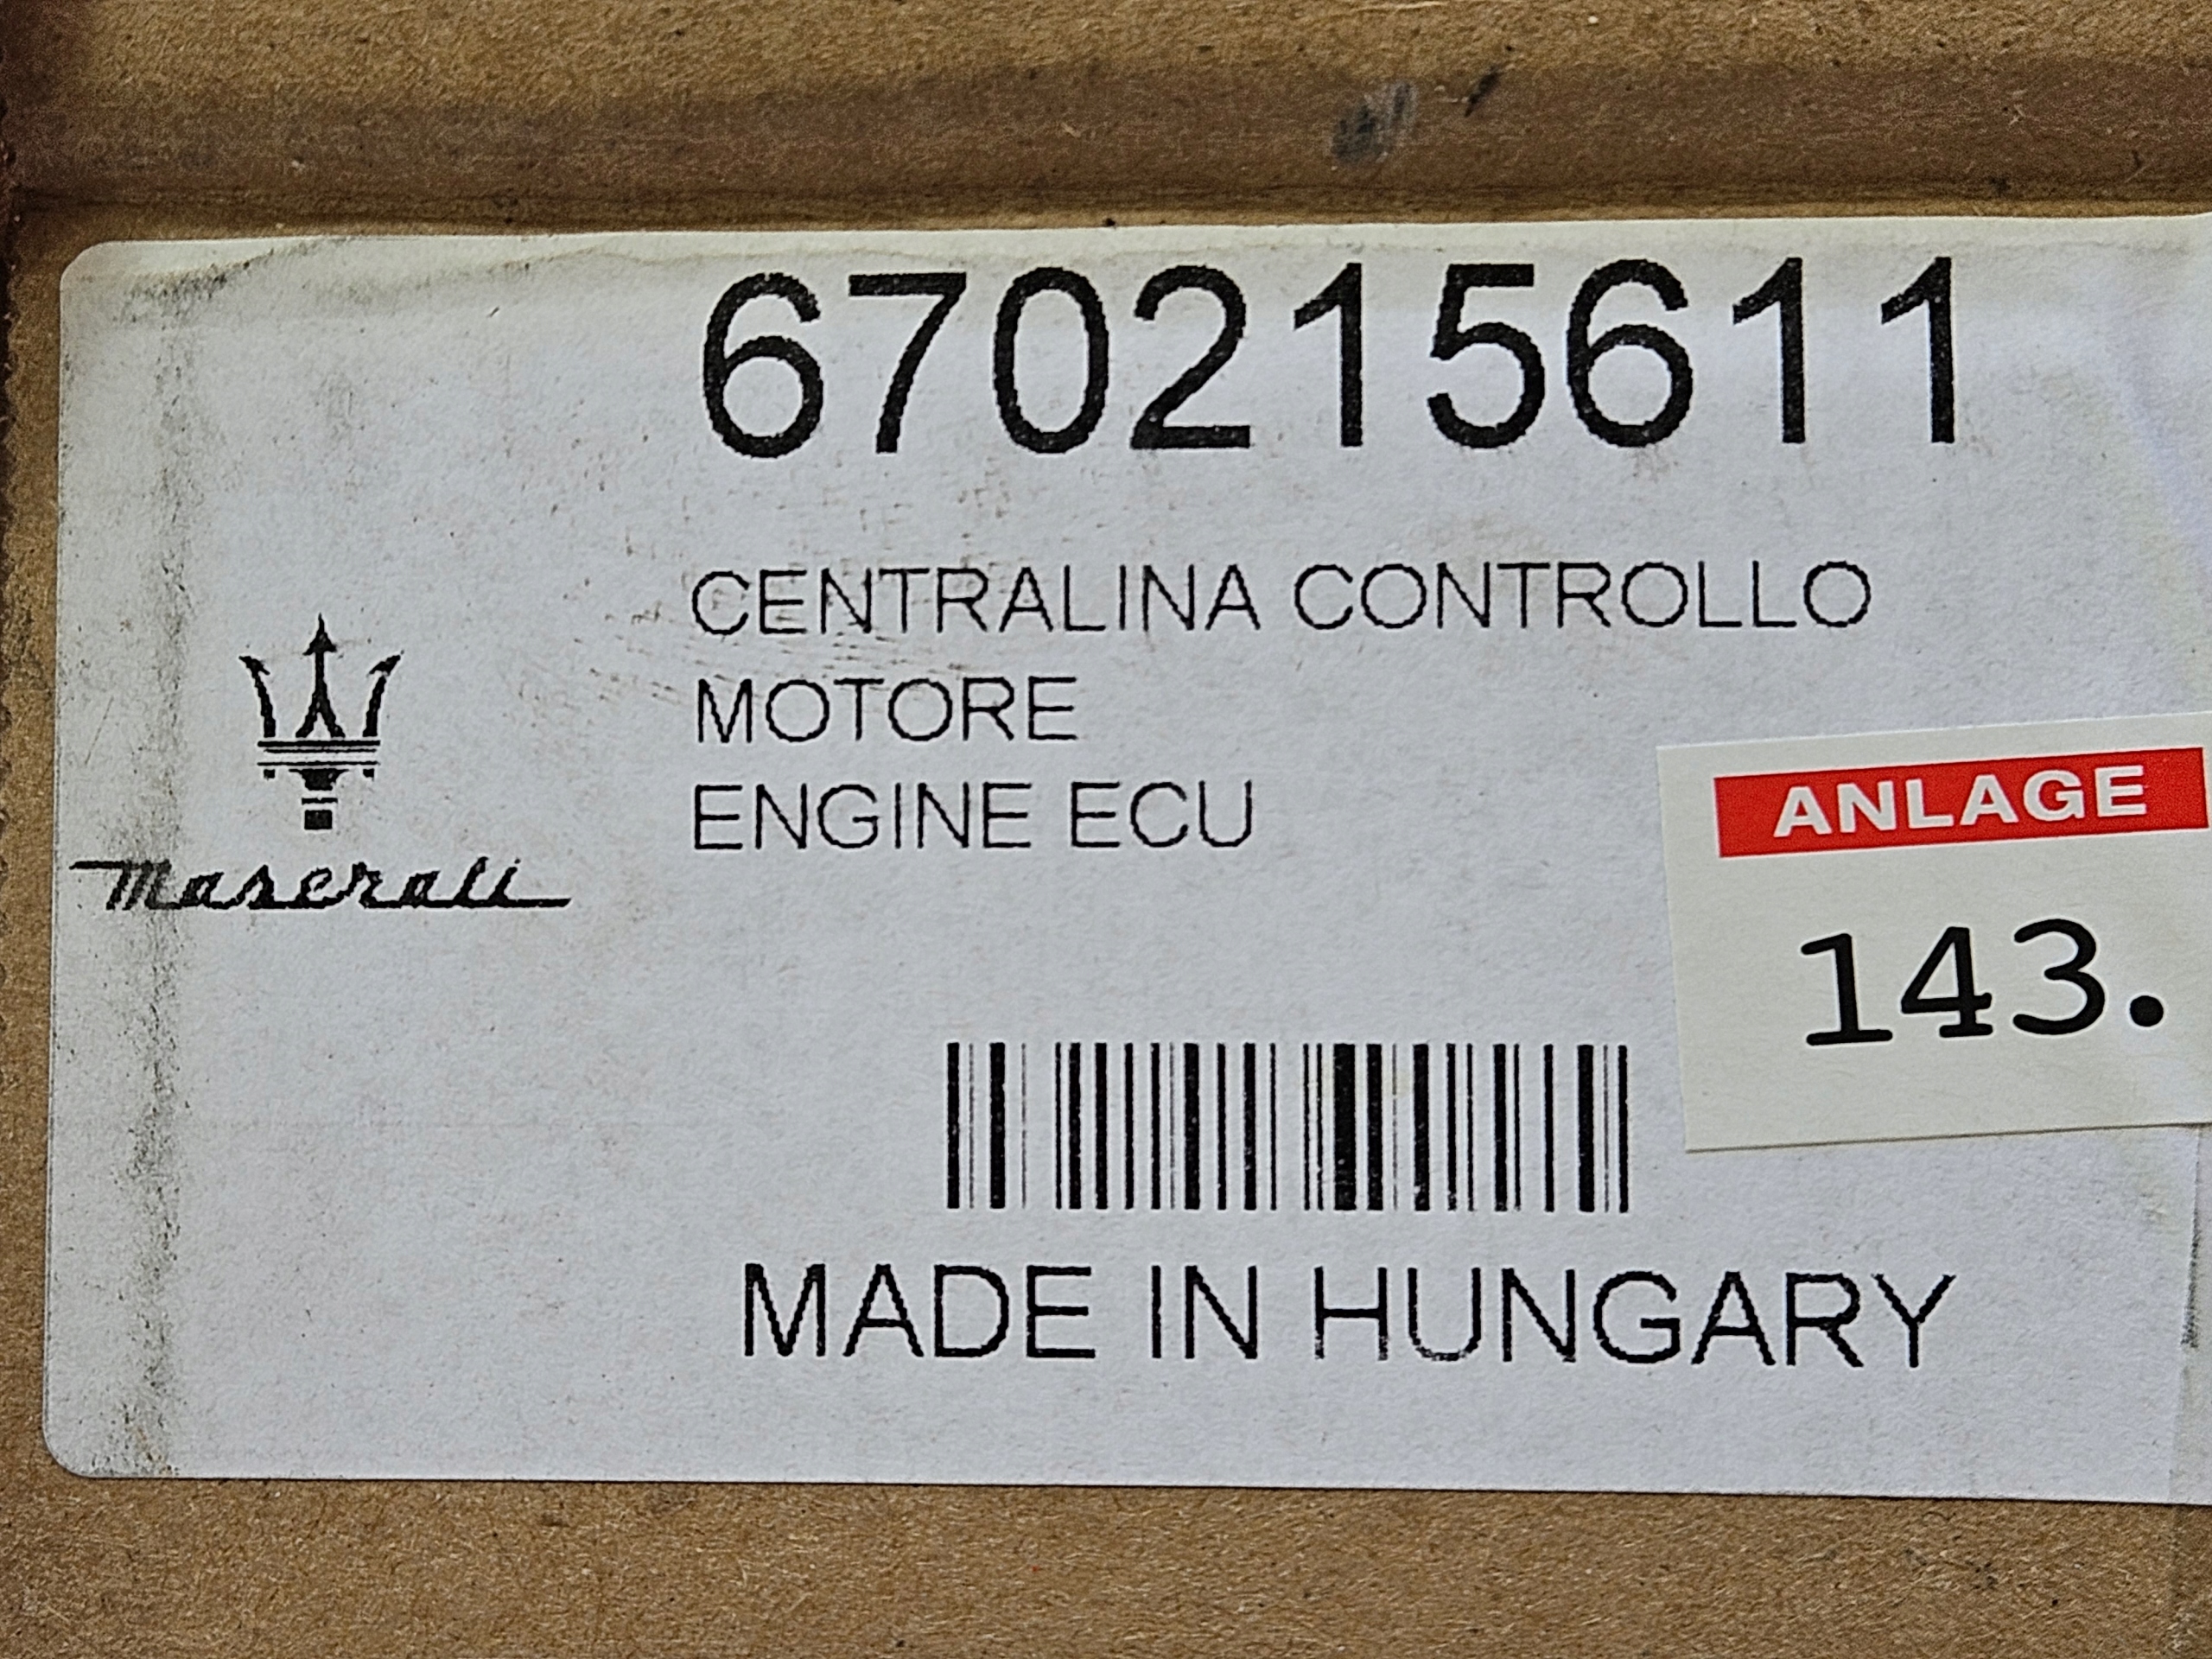 670215611
CENTRALINA CONTROLLO
MOTORE
ENGINE ECU
Maserati
ANLAGE
143.
MADE IN HUNGARY